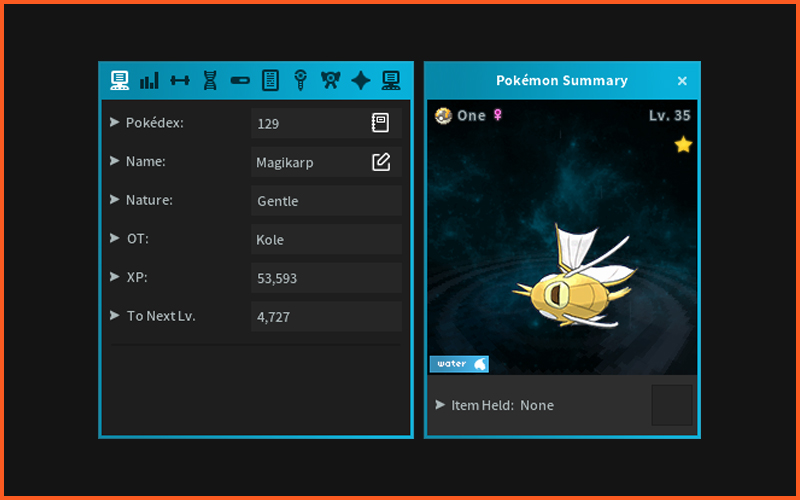 Pokédex: 129
Name: Magikarp
Nature: Gentle
OT: Kole
XP: 53,593
To Next Lv. 4,727
Pokémon Summary ×
One ♀ Lv. 35
water
Item Held: None